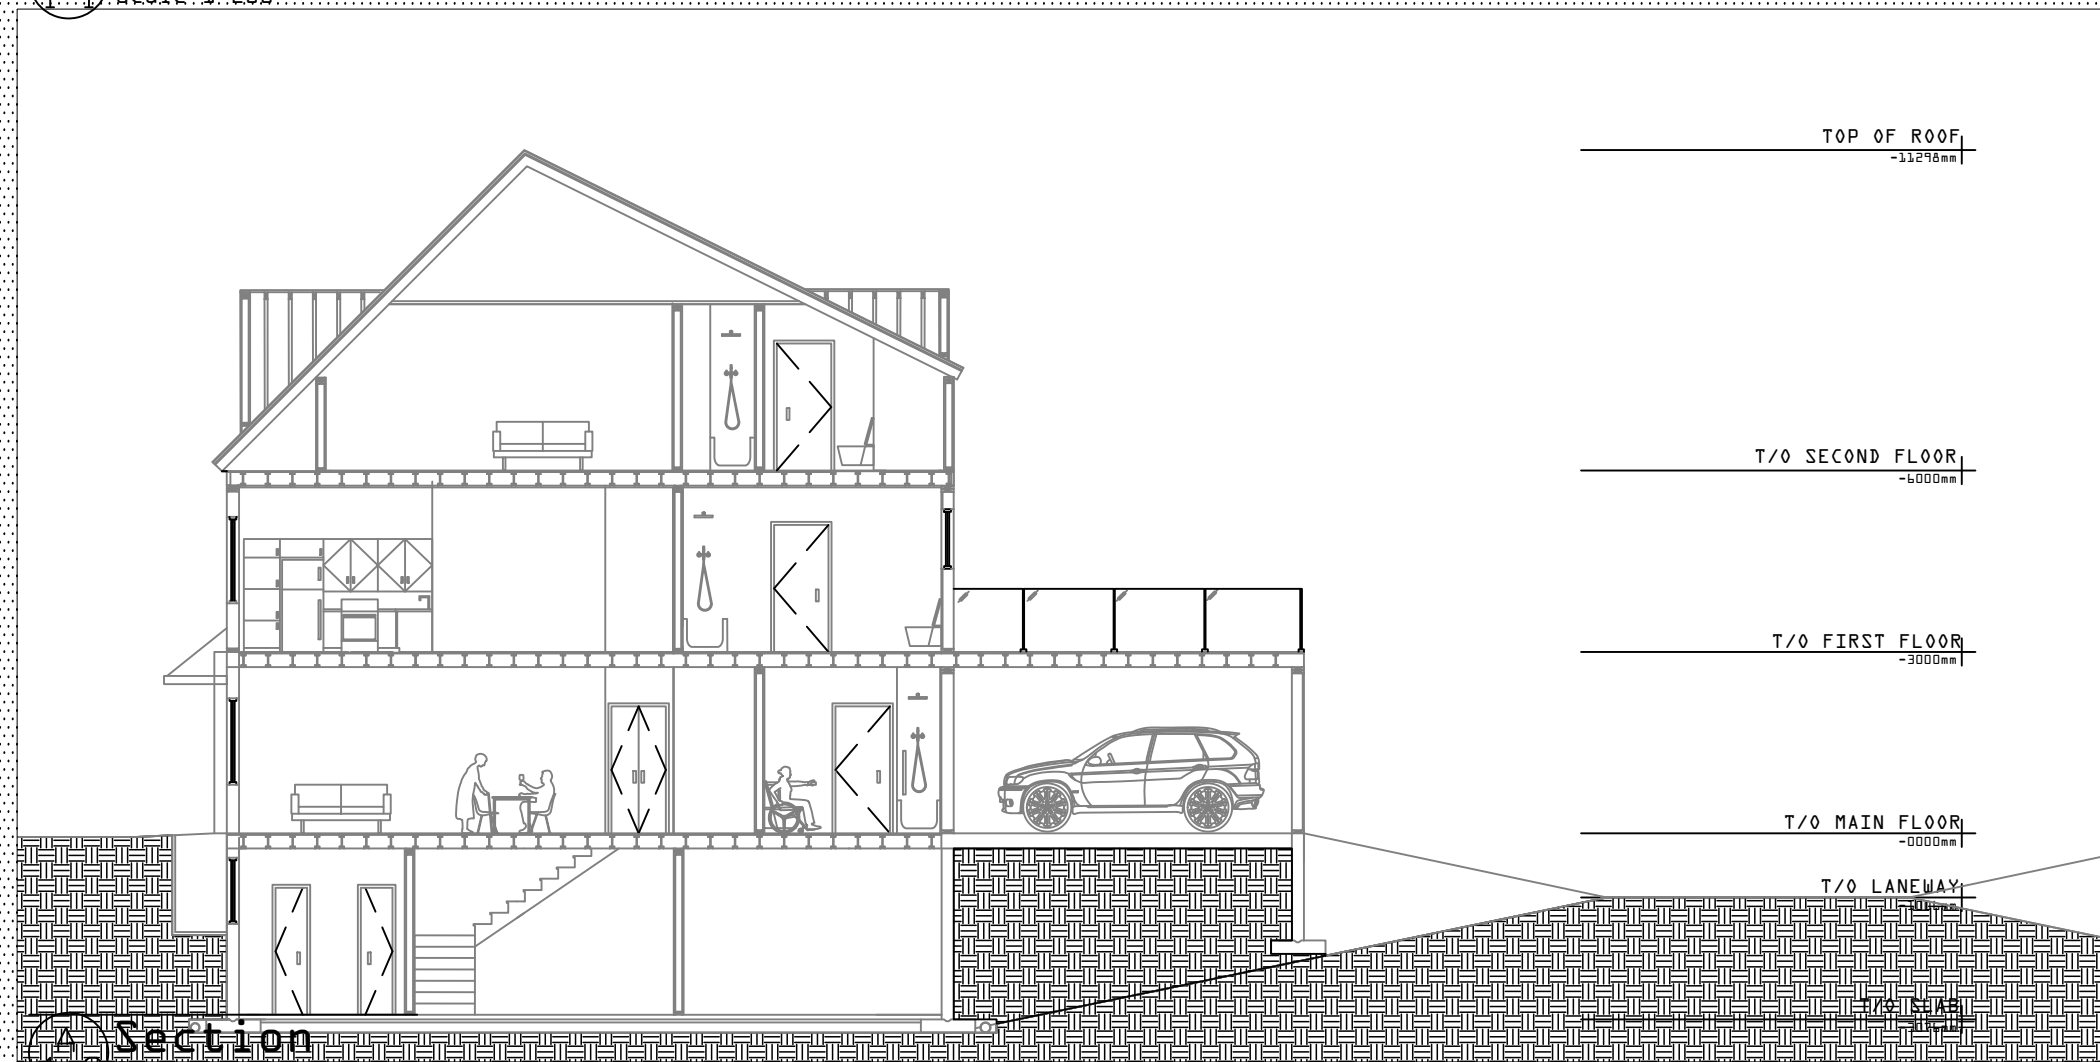 TOP OF ROOF
-11298mm
T/O SECOND FLOOR
-6000mm
T/O FIRST FLOOR
-3000mm
T/O MAIN FLOOR
-0000mm
T/O LANEWAY
T/O SLAB
A Section